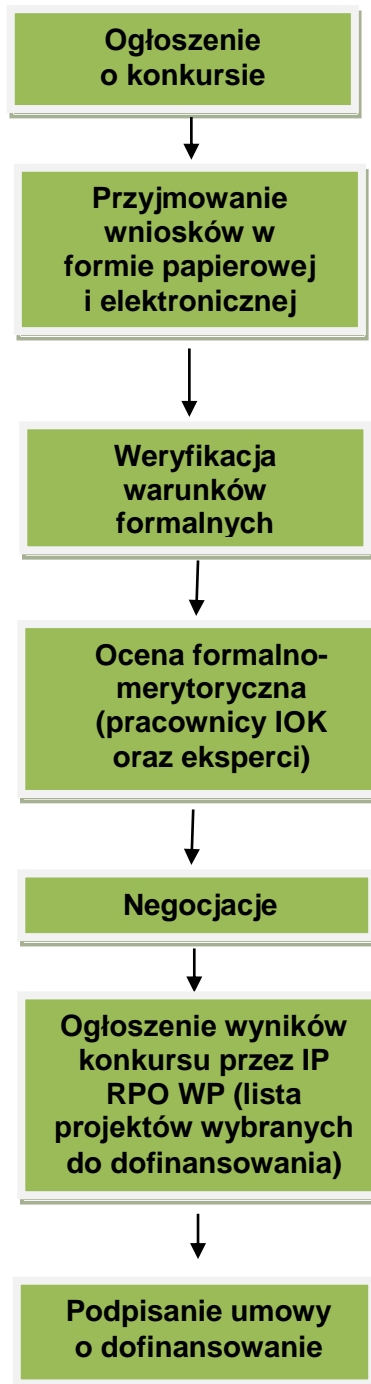 Ogłoszenie
o konkursie
Przyjmowanie
wniosków w
formie papierowej
i elektronicznej
Weryfikacja
warunków
formalnych
Ocena formalno-
merytoryczna
(pracownicy IOK
oraz eksperci)
Negocjacje
Ogłoszenie wyników
konkursu przez IP
RPO WP (lista
projektów wybranych
do dofinansowania)
Podpisanie umowy
o dofinansowanie